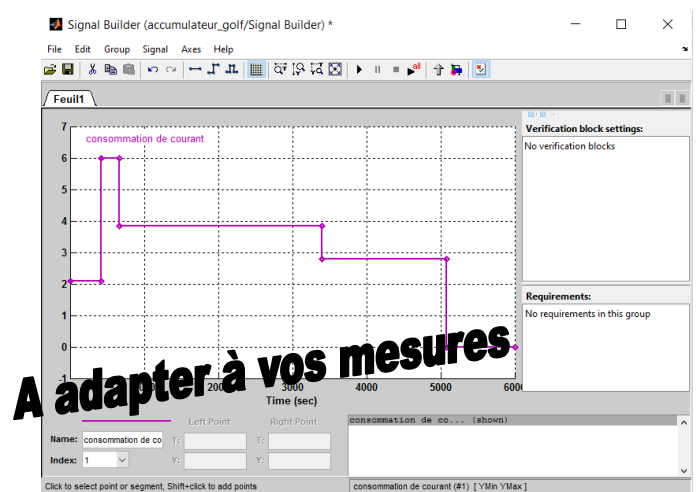 Signal Builder (accumulateur_golf/Signal Builder) *
File Edit Group Signal Axes Help
all
Feuil1
consommation de courant
7
6
5
4
3
2
1
0
-1
2000 3000 4000 5000
Time (sec)
A adapter à vos mesures
Verification block settings:
No verification blocks
Requirements:
No requirements in this group
Left Point Right Point
Name: consommation de co T: T:
Index: 1 Y: Y:
consommation de co... (shown)
Click to select point or segment, Shift+click to add points
consommation de courant (#1) [ YMin YMax ]